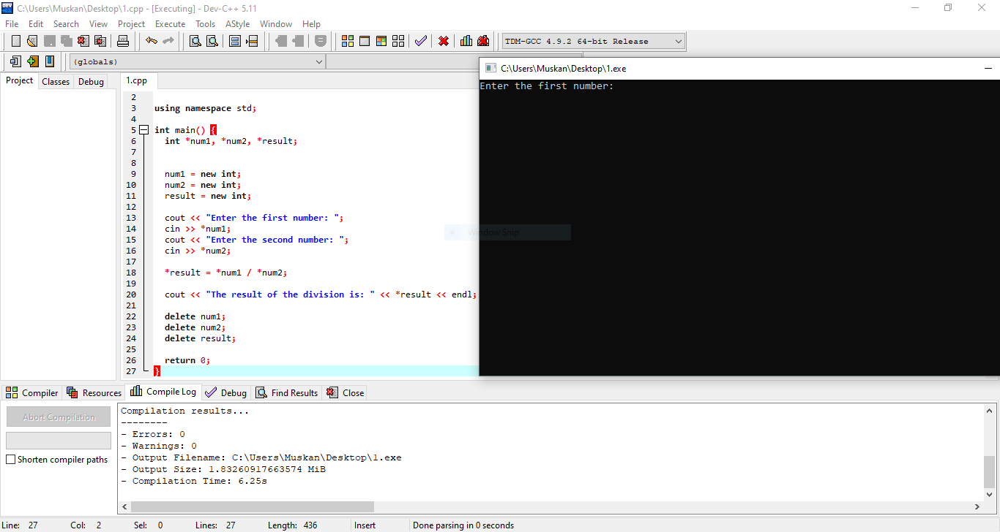 C:\Users\Muskan\Desktop\1.cpp - [Executing] - Dev-C++ 5.11
File Edit Search View Project Execute Tools AStyle Window Help
TDM-GCC 4.9.2 64-bit Release
(globals)
Project Classes Debug
1.cpp
2
3 using namespace std;
4
5 int main() {
6 int *num1, *num2, *result;
7
8
9 num1 = new int;
10 num2 = new int;
11 result = new int;
12
13 cout << "Enter the first number: ";
14 cin >> *num1;
15 cout << "Enter the second number: ";
16 cin >> *num2;
17
18 *result = *num1 / *num2;
19
20 cout << "The result of the division is: " << *result << endl;
21
22 delete num1;
23 delete num2;
24 delete result;
25
26 return 0;
27 }
C:\Users\Muskan\Desktop\1.exe
Enter the first number:
Window Snip
Compiler Resources Compile Log Debug Find Results Close
Abort Compilation
Shorten compiler paths
Compilation results...
--------
- Errors: 0
- Warnings: 0
- Output Filename: C:\Users\Muskan\Desktop\1.exe
- Output Size: 1.83260917663574 MiB
- Compilation Time: 6.25s
Line: 27 Col: 2 Sel: 0 Lines: 27 Length: 436 Insert Done parsing in 0 seconds